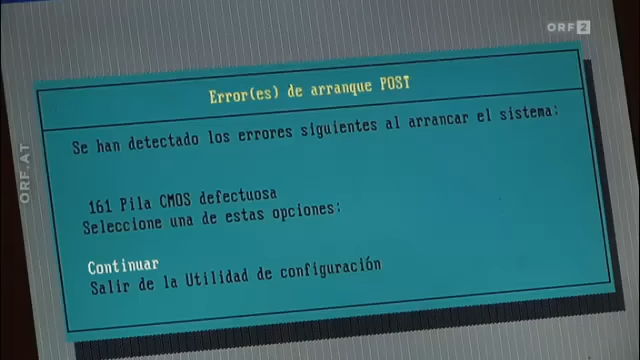 ORF 2
Error(es) de arranque POST
Se han detectado los errores siguientes al arrancar el sistema:
161 Pila CMOS defectuosa
Seleccione una de estas opciones:
Continuar
Salir de la Utilidad de configuración
ORF.AT